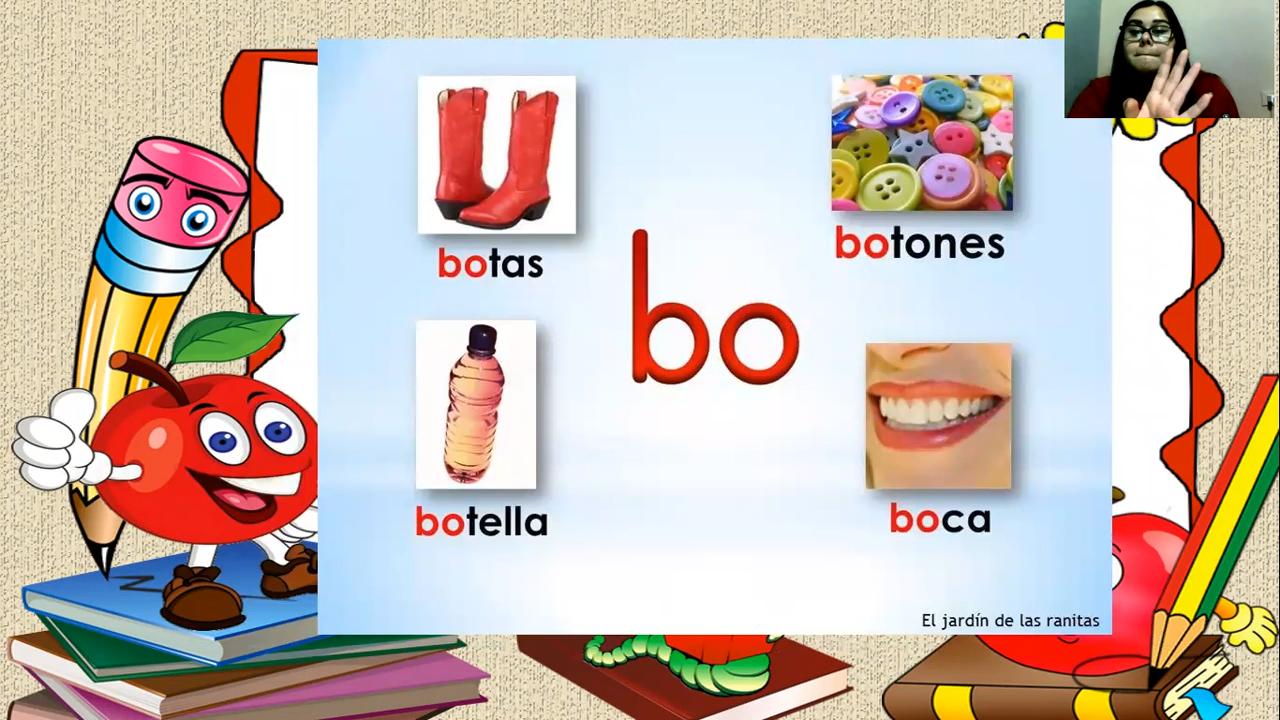 botas
botones
bo
botella
boca
El jardín de las ranitas